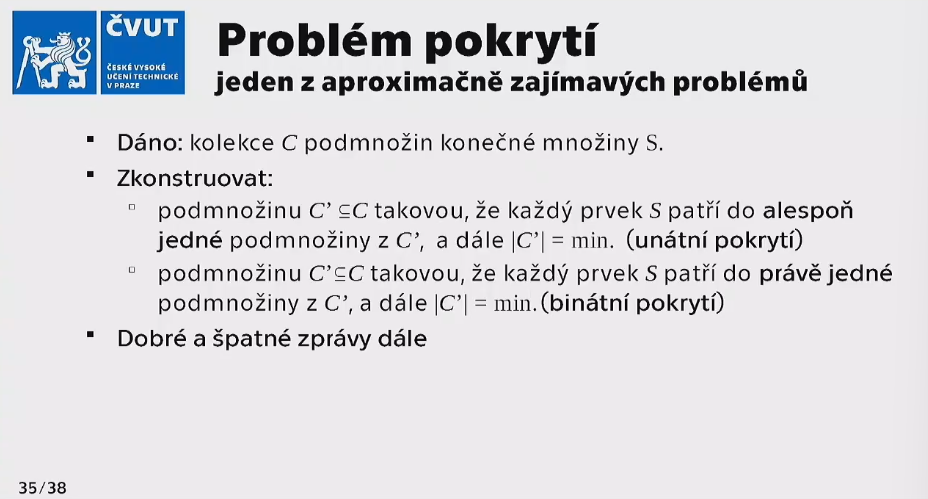 ČVUT
ČESKÉ VYSOKÉ
UČENÍ TECHNICKÉ
V PRAZE
Problém pokrytí
jeden z aproximačně zajímavých problémů
▪ Dáno: kolekce C podmnožin konečné množiny S.
▪ Zkonstruovat:
▫ podmnožinu C’ ⊆C takovou, že každý prvek S patří do alespoň
jedné podmnožiny z C’, a dále |C’| = min. (unátní pokrytí)
▫ podmnožinu C’⊆C takovou, že každý prvek S patří do právě jedné
podmnožiny z C’, a dále |C’| = min.(binátní pokrytí)
▪ Dobré a špatné zprávy dále
35/38